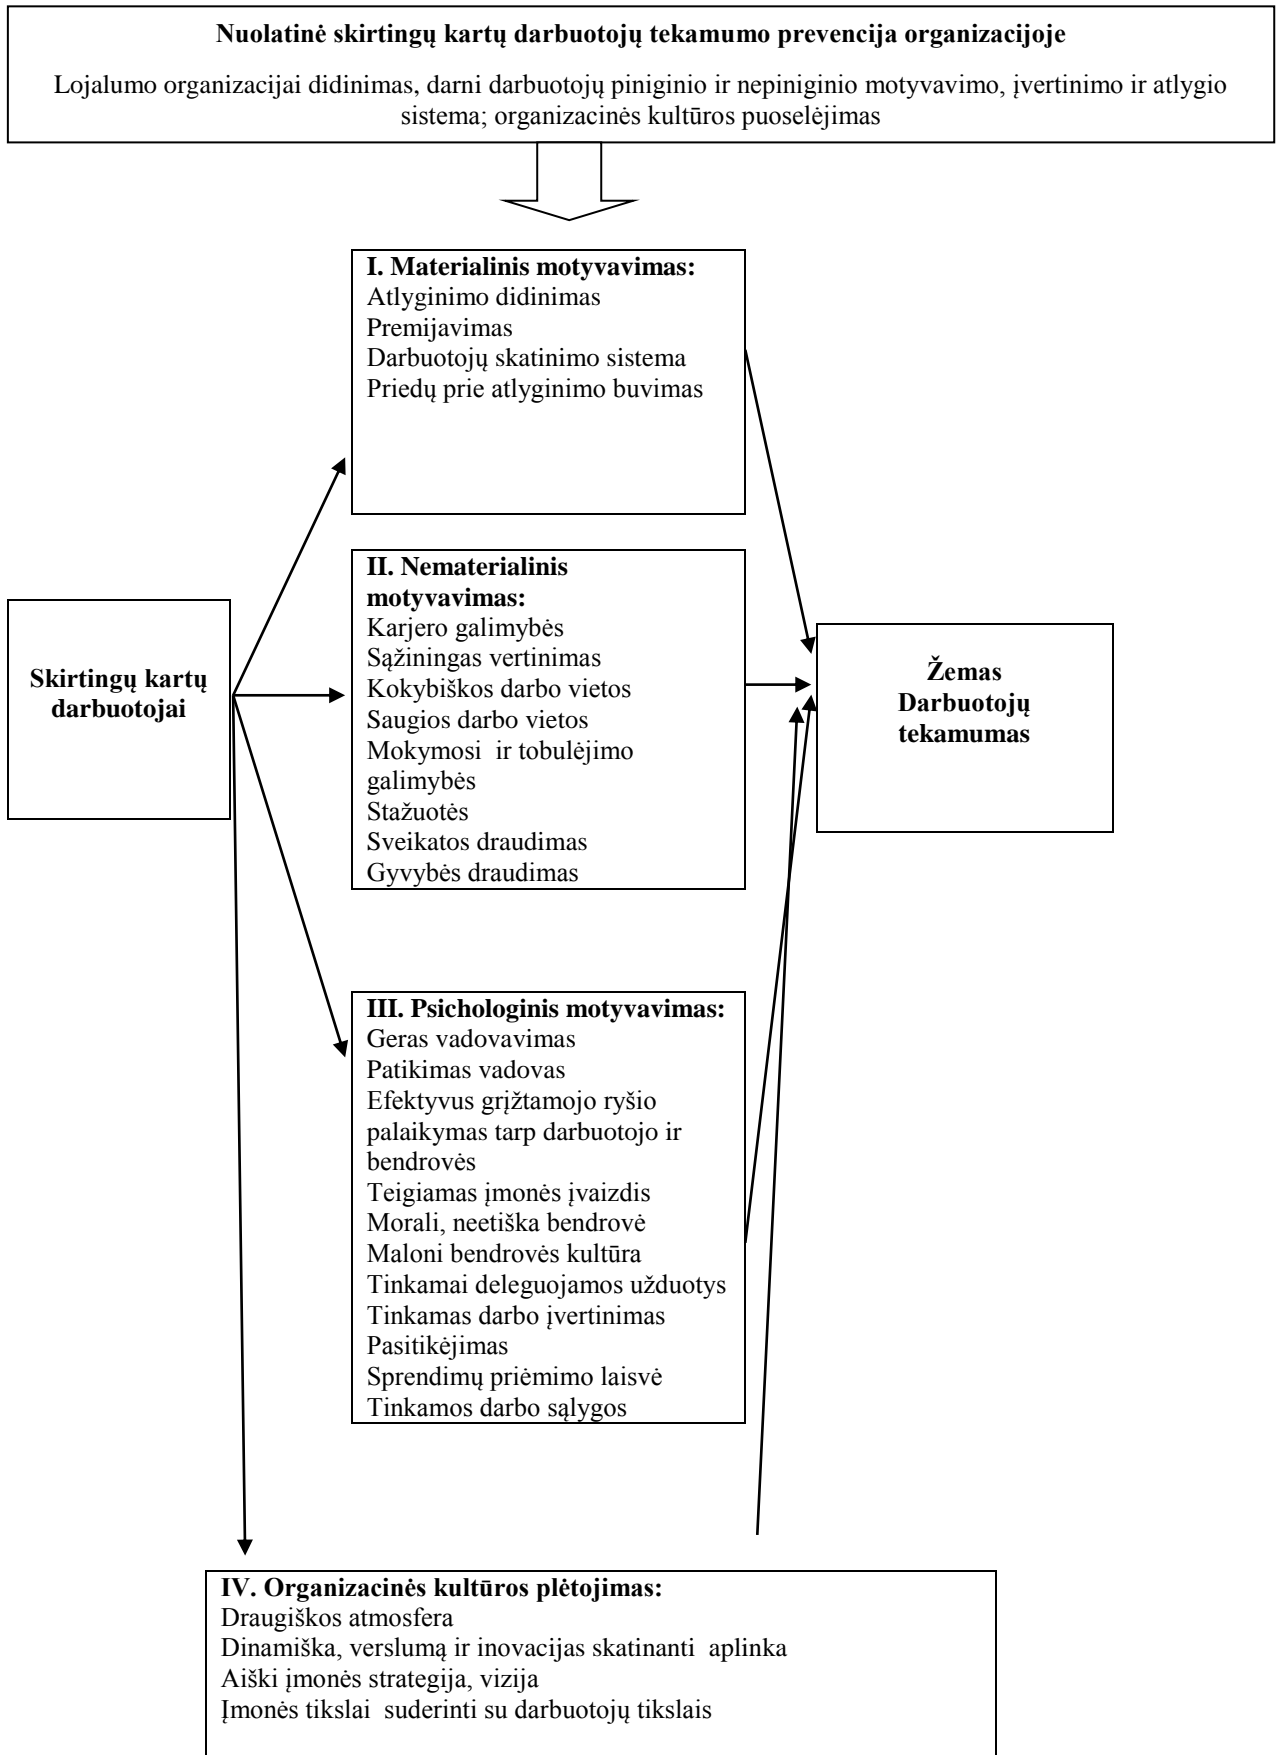 Nuolatinė skirtingų kartų darbuotojų tekamumo prevencija organizacijoje
Lojalumo organizacijai didinimas, darni darbuotojų piniginio ir nepiniginio motyvavimo, įvertinimo ir atlygio
sistema; organizacinės kultūros puoselėjimas
I. Materialinis motyvavimas:
Atlyginimo didinimas
Premijavimas
Darbuotojų skatinimo sistema
Priedų prie atlyginimo buvimas
II. Nematerialinis
motyvavimas:
Karjero galimybės
Sąžiningas vertinimas
Kokybiškos darbo vietos
Saugios darbo vietos
Mokymosi  ir tobulėjimo
galimybės
Stažuotės
Sveikatos draudimas
Gyvybės draudimas
Skirtingų kartų
darbuotojai
Žemas
Darbuotojų
tekamumas
III. Psichologinis motyvavimas:
Geras vadovavimas
Patikimas vadovas
Efektyvus grįžtamojo ryšio
palaikymas tarp darbuotojo ir
bendrovės
Teigiamas įmonės įvaizdis
Morali, neetiška bendrovė
Maloni bendrovės kultūra
Tinkamai deleguojamos užduotys
Tinkamas darbo įvertinimas
Pasitikėjimas
Sprendimų priėmimo laisvė
Tinkamos darbo sąlygos
IV. Organizacinės kultūros plėtojimas:
Draugiškos atmosfera
Dinamiška, verslumą ir inovacijas skatinanti  aplinka
Aiški įmonės strategija, vizija
Įmonės tikslai  suderinti su darbuotojų tikslais